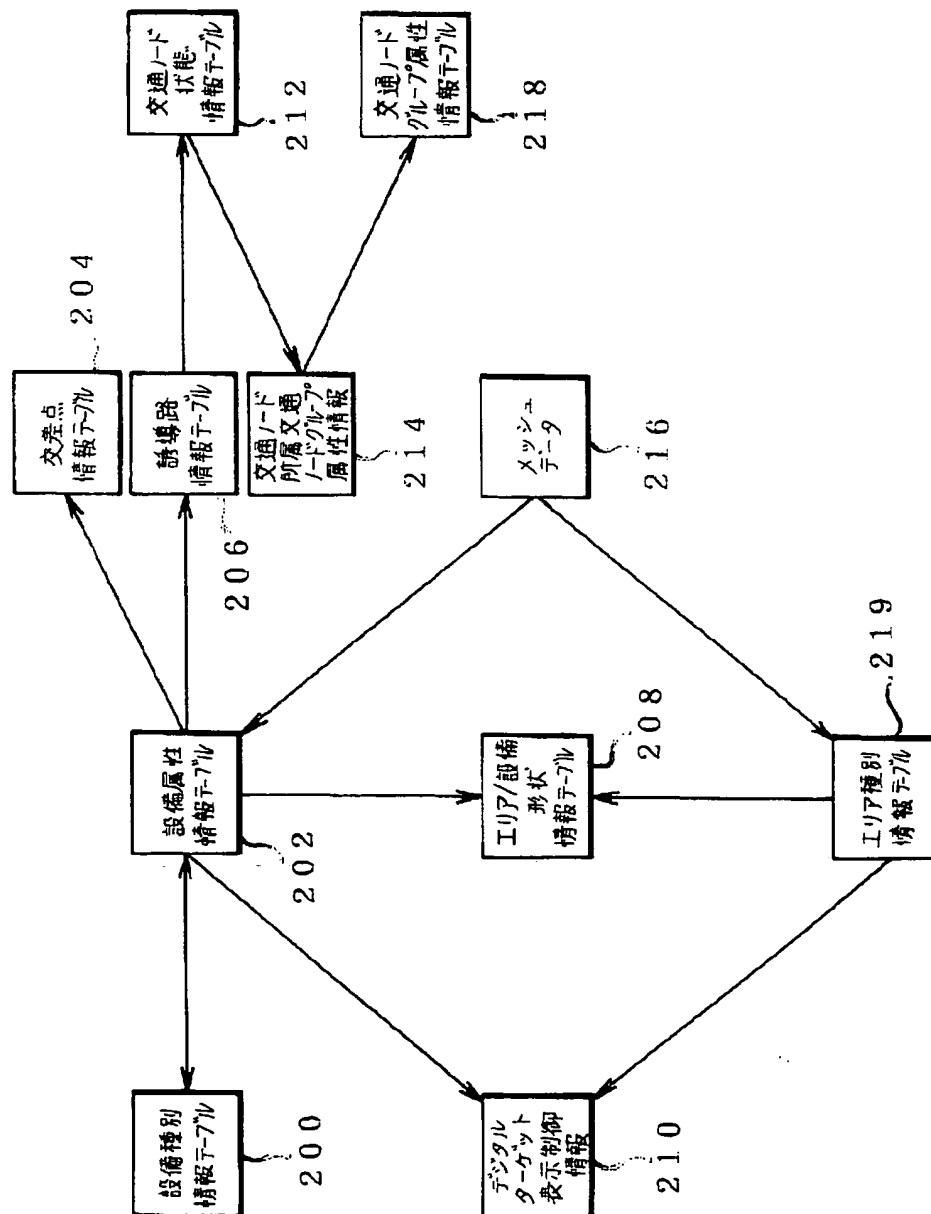 設備種別
情報テーブル
200
設備属性
情報テーブル
202
交差点
情報テーブル
204
誘導路
情報テーブル
206
交通ノード
状態
情報テーブル
212
交通ノード
所属交通
ノードグループ
属性情報
214
交通ノード
グループ属性
情報テーブル
218
デジタル
ターゲット
表示制御
情報
210
エリア/設備
形状
情報テーブル
208
メッシュ
データ
216
エリア種別
情報テーブル
219